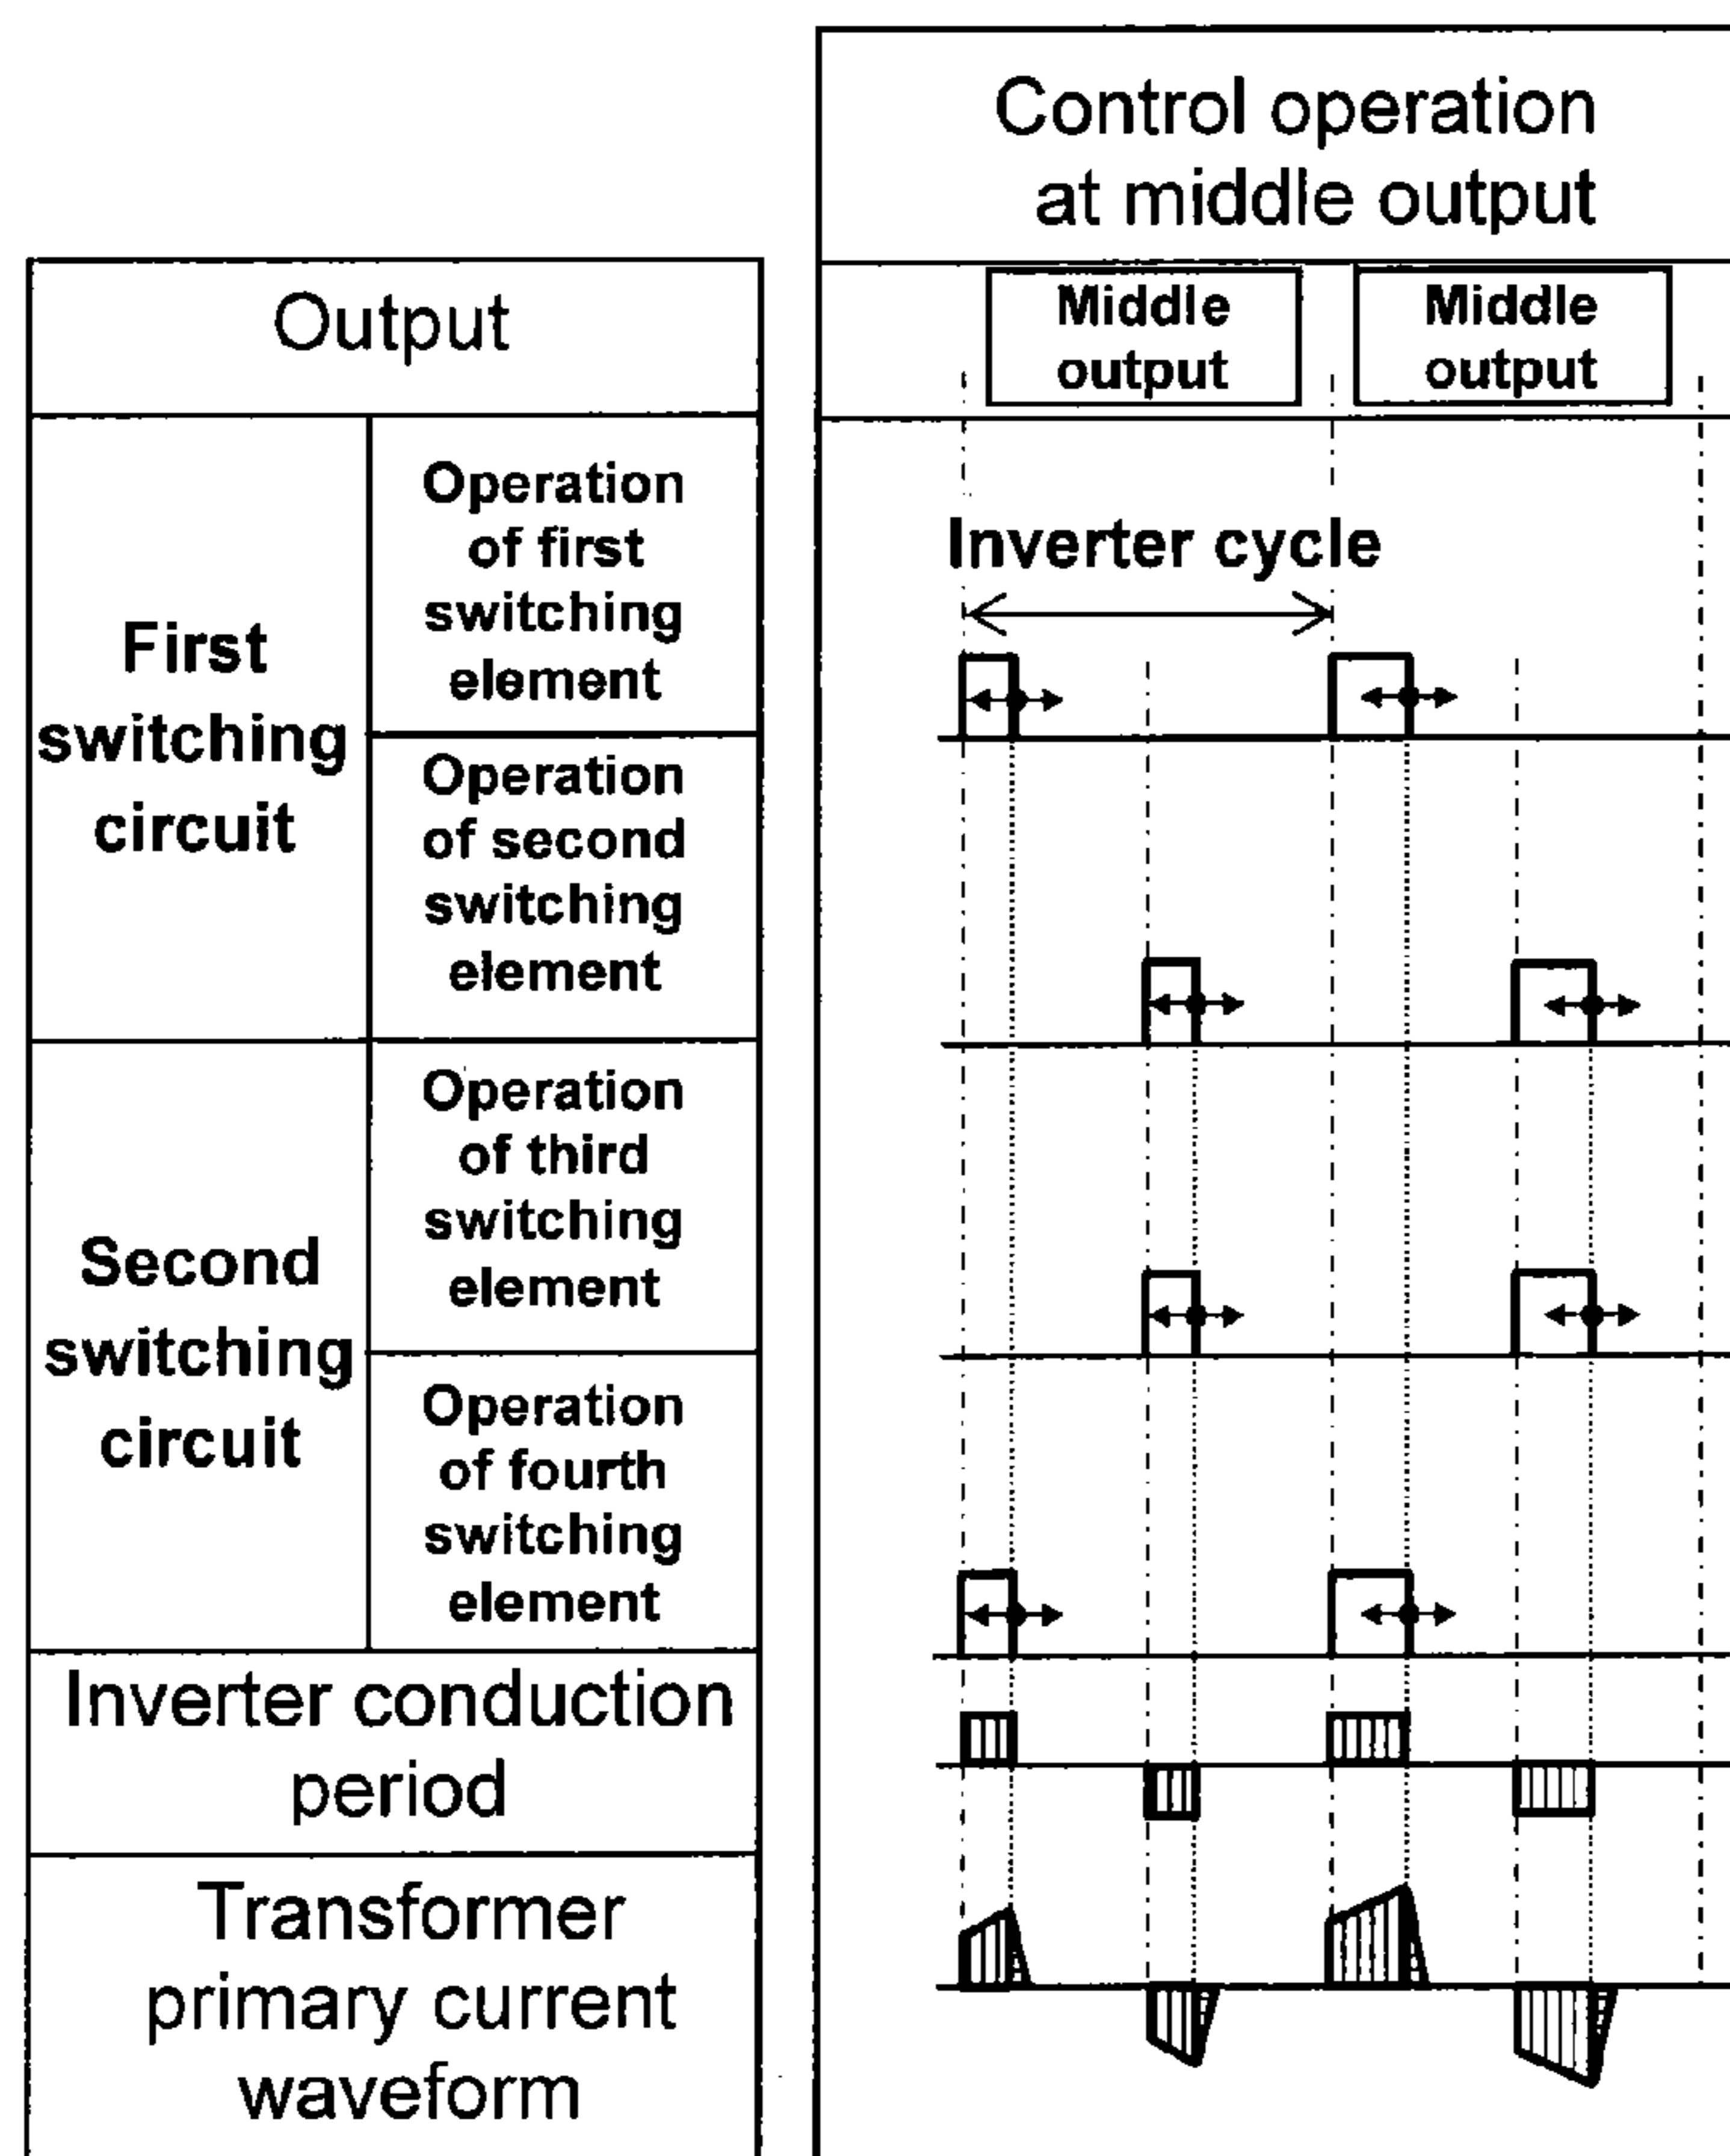 Control operation
at middle output
Output
Middle
output
Middle
output
First
switching
circuit
Operation
of first
switching
element
Inverter cycle
Operation
of second
switching
element
Second
switching
circuit
Operation
of third
switching
element
Operation
of fourth
switching
element
Inverter conduction
period
Transformer
primary current
waveform